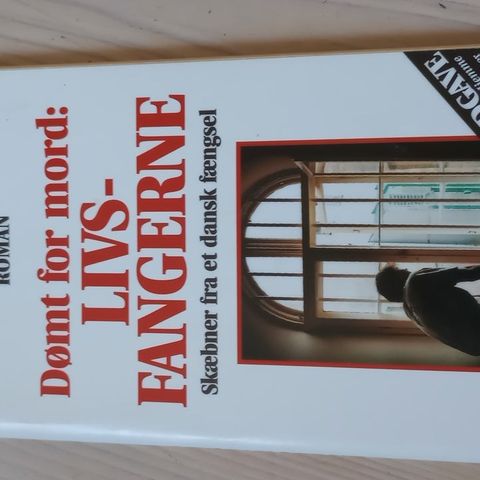 ROMAN
Dømt for mord:
LIVS-
FANGERNE
Skæbner fra et dansk fængsel